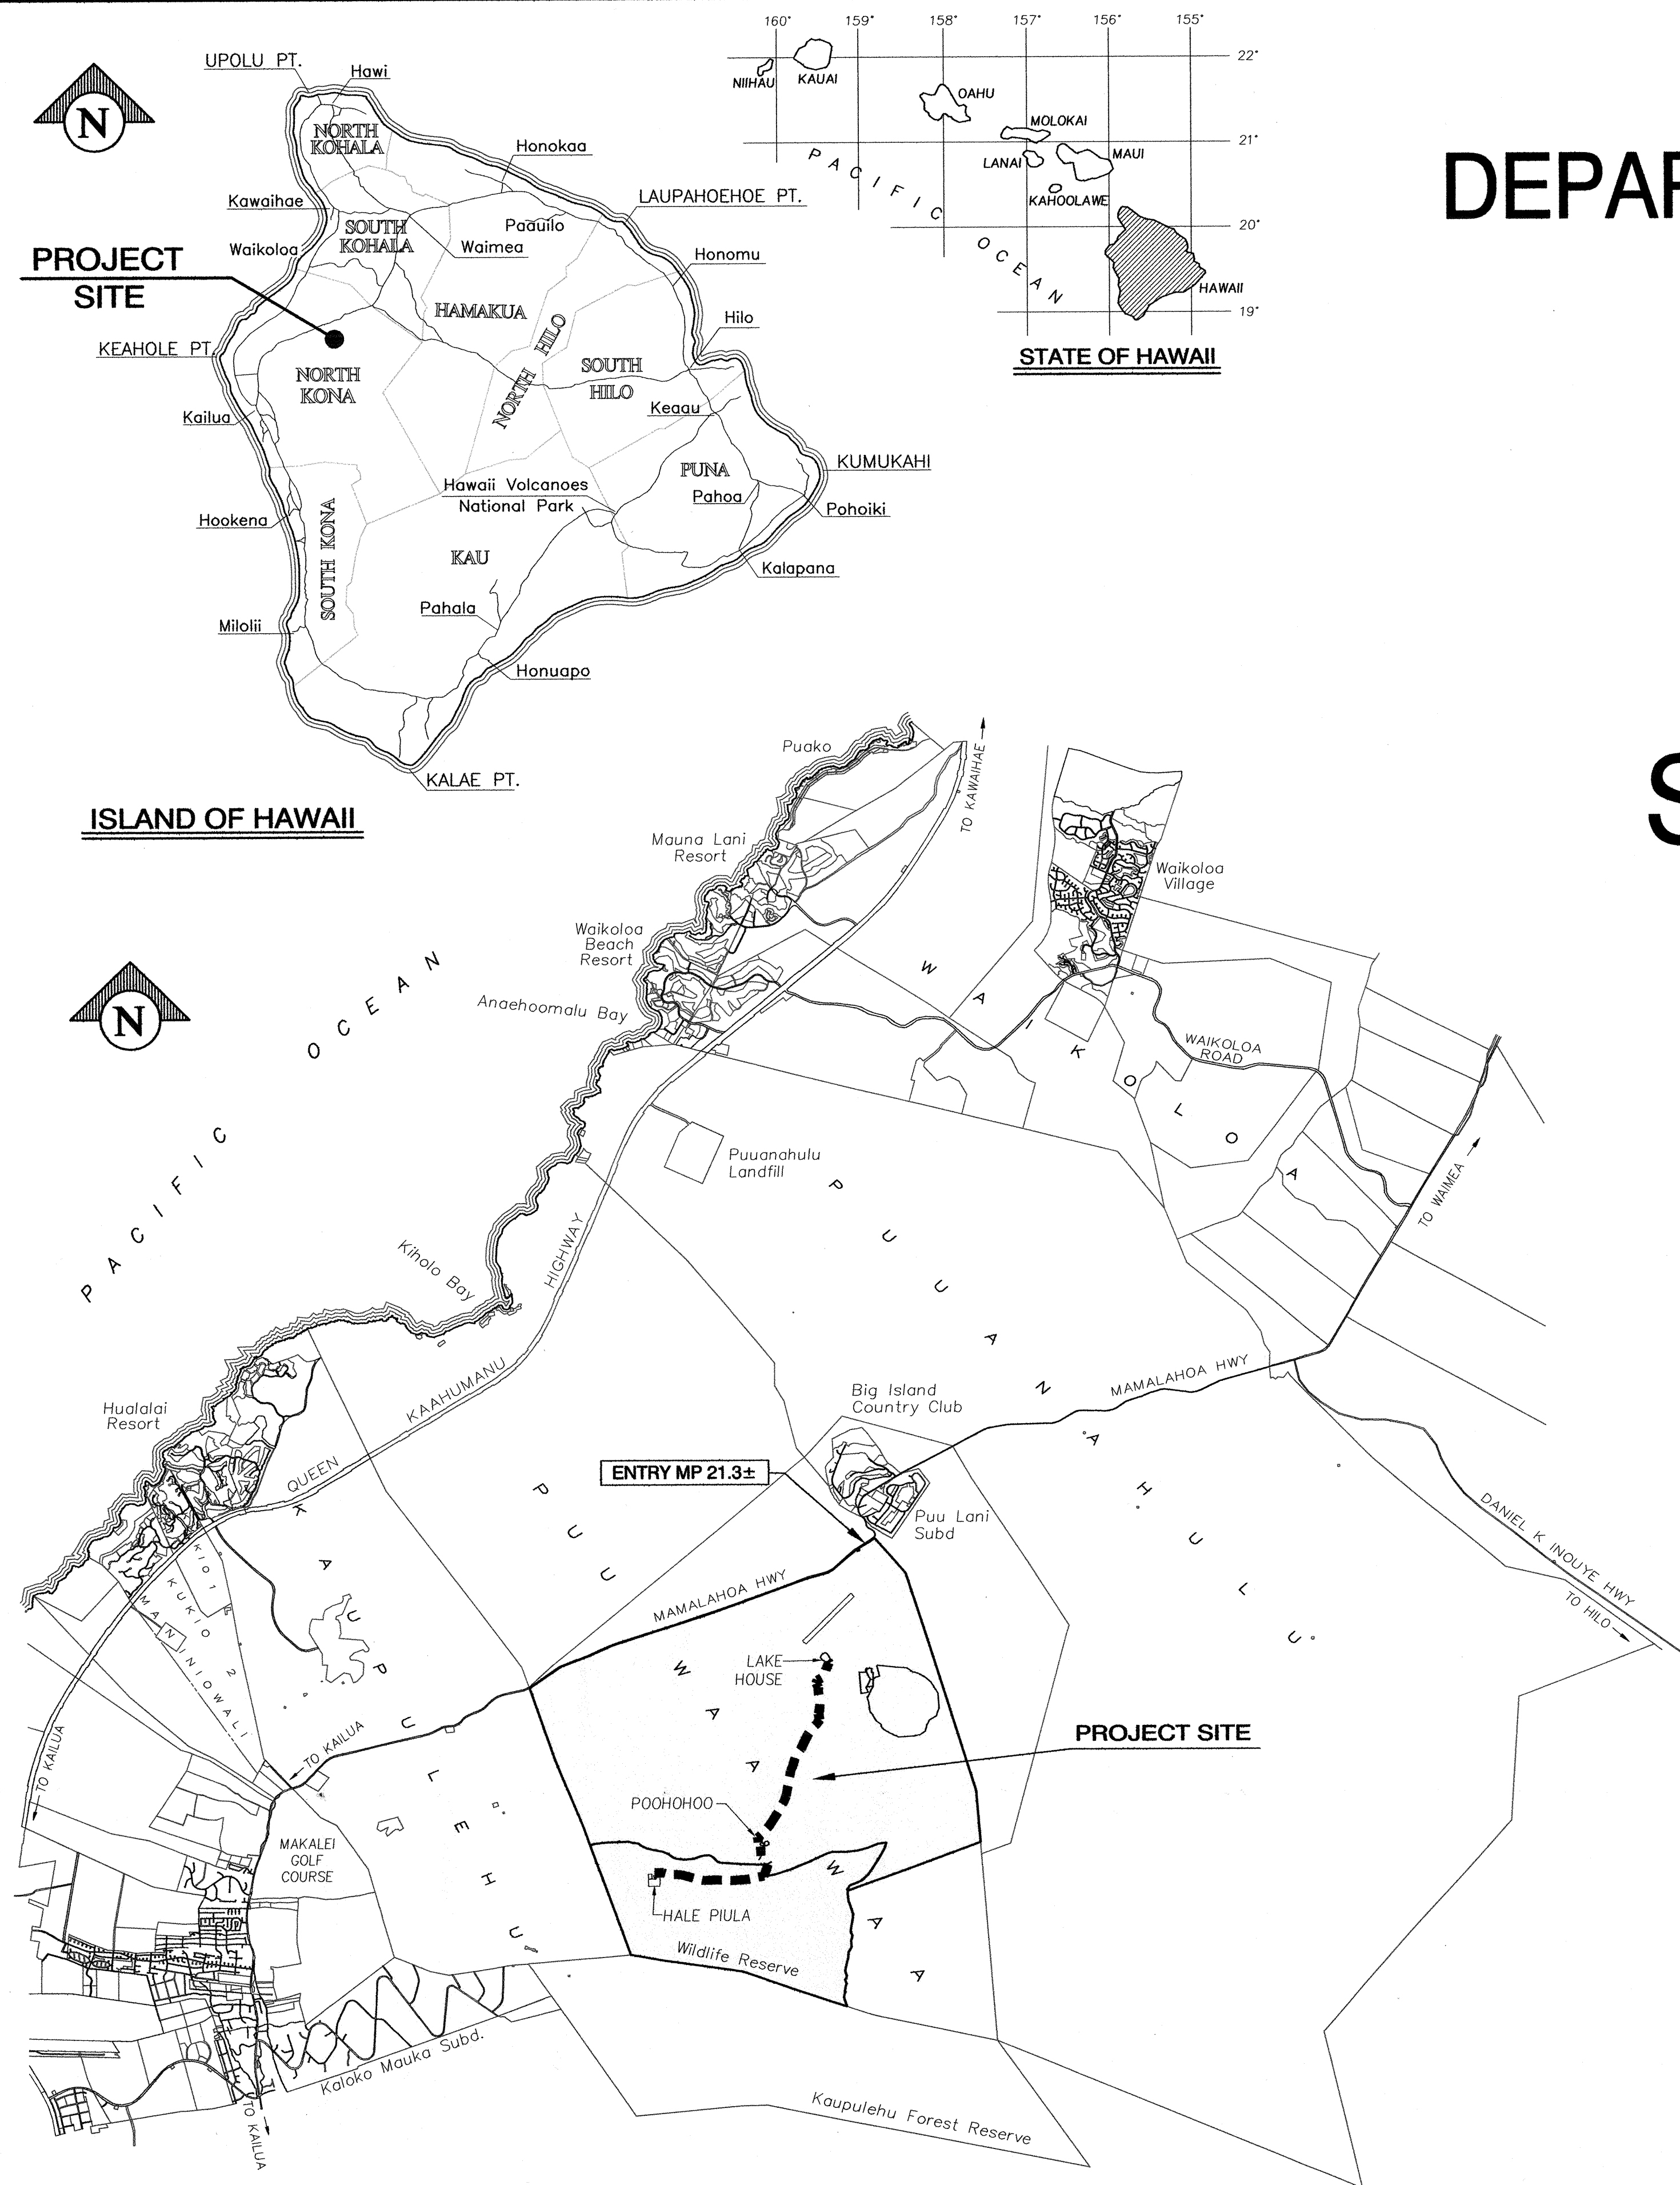 160° 159° 158° 157° 156° 155°
22°
21°
20°
19°
NIIHAU
KAUAI
OAHU
MOLOKAI
LANAI
MAUI
KAHOOLAWE
HAWAII
PACIFIC
OCEAN
STATE OF HAWAII
DEPAR
S
N
UPOLU PT.
Hawi
NORTH
KOHALA
Honokaa
Kawaihae
LAUPAHOEHOE PT.
SOUTH
KOHALA
Paauilo
Waikoloa
Waimea
Honomu
PROJECT
SITE
HAMAKUA
Hilo
KEAHOLE PT.
NORTH HILO
NORTH
KONA
SOUTH
HILO
Kailua
Keaau
KUMUKAHI
PUNA
Hawaii Volcanoes
National Park
Pahoa
Pohoiki
Hookena
SOUTH KONA
KAU
Kalapana
Pahala
Milolii
Honuapo
KALAE PT.
ISLAND OF HAWAII
Puako
TO KAWAIHAE
Mauna Lani
Resort
Waikoloa
Village
Waikoloa
Beach
Resort
Anaehoomalu Bay
N
PACIFIC OCEAN
WAIKOLOA
WAIKOLOA
ROAD
Puuanahulu
Landfill
TO WAIMEA
PUUANAHULU
Kiholo Bay
QUEEN KAAHUMANU HIGHWAY
MAMALAHOA HWY
Big Island
Country Club
Hualalai
Resort
ENTRY MP 21.3±
Puu Lani
Subd
DANIEL K INOUYE HWY
TO HILO
PUU WAAWAA
KAUPULEHU
KIO 1
KUKIO 2
MANINIOWALI
MAMALAHOA HWY
LAKE
HOUSE
PROJECT SITE
TO KAILUA
TO KAILUA
POOHOHOO
MAKALEI
GOLF
COURSE
HALE PIULA
Wildlife Reserve
Kaloko Mauka Subd.
TO KAILUA
Kaupulehu Forest Reserve